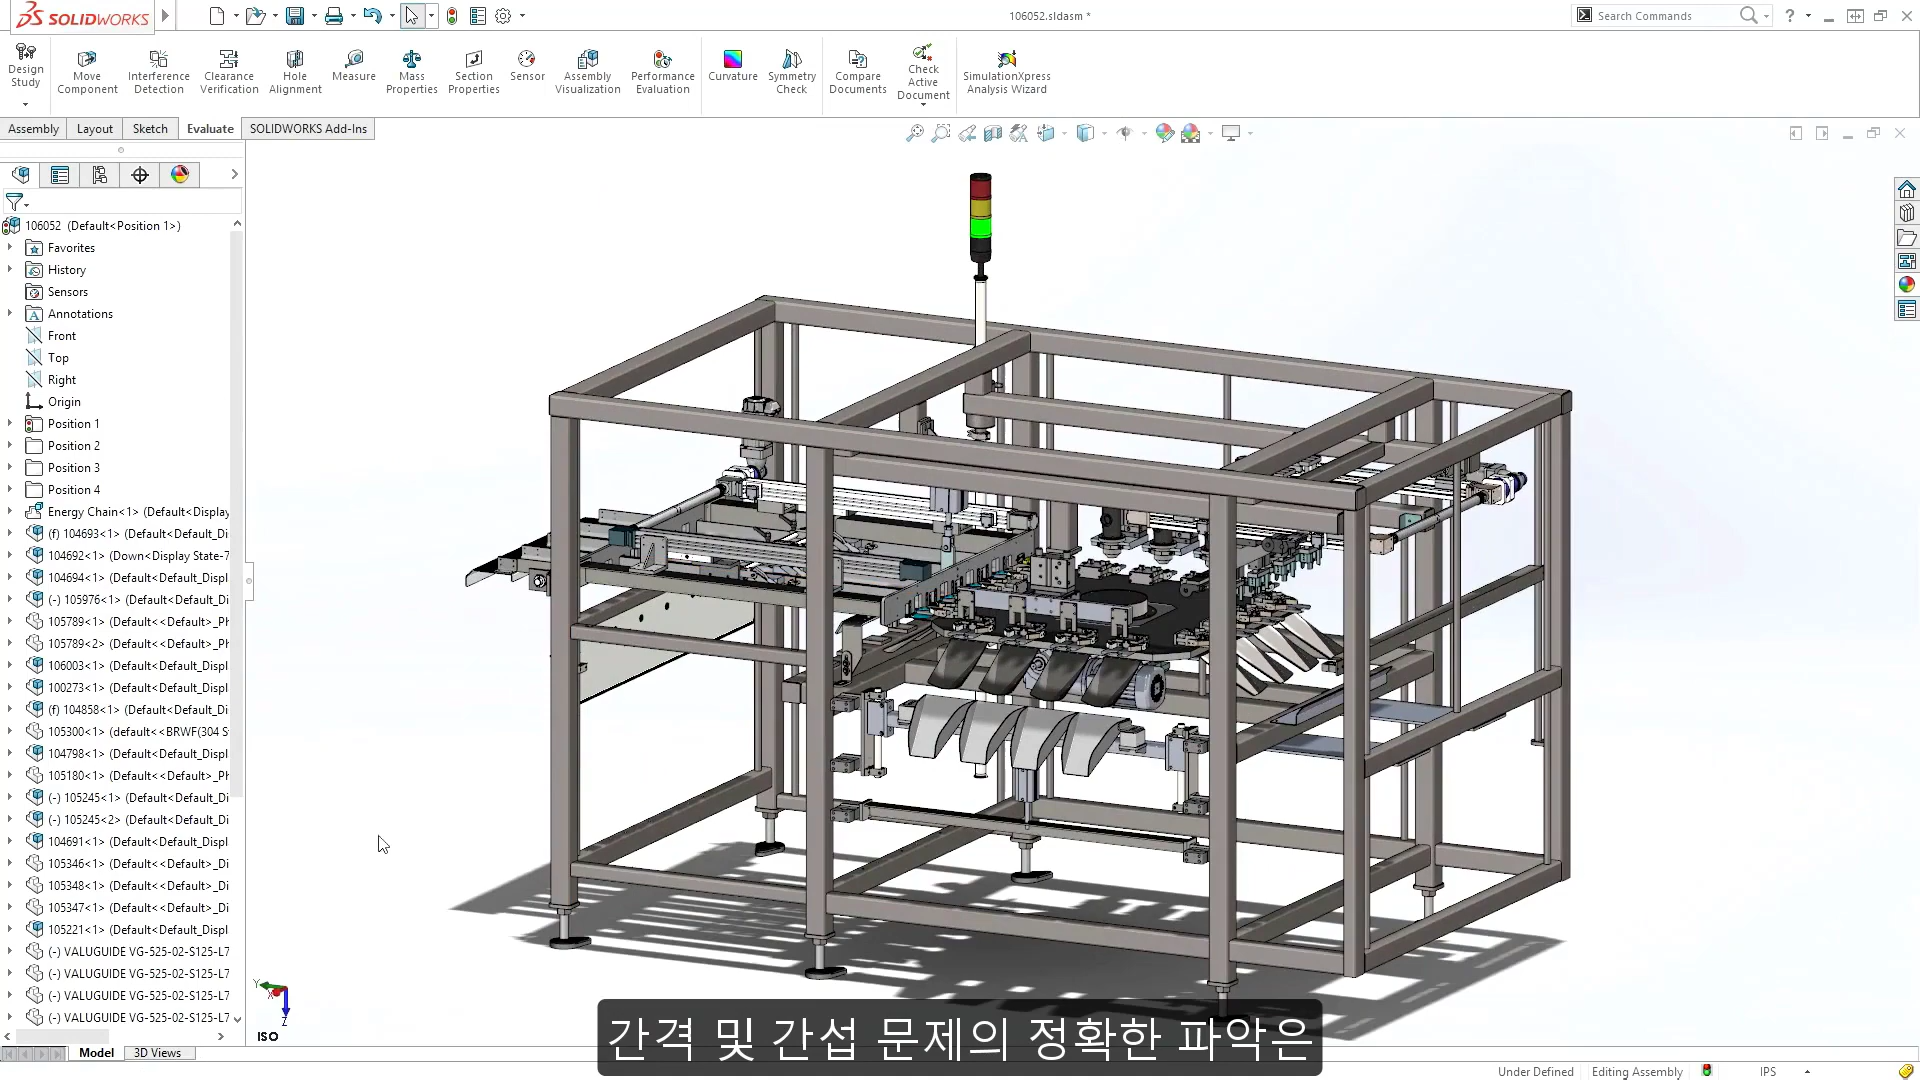 SOLIDWORKS
106052.sldasm *
Search Commands
Design Study
Move Component
Interference Detection
Clearance Verification
Hole Alignment
Measure
Mass Properties
Section Properties
Sensor
Assembly Visualization
Performance Evaluation
Curvature
Symmetry Check
Compare Documents
Check Active Document
SimulationXpress Analysis Wizard
Assembly
Layout
Sketch
Evaluate
SOLIDWORKS Add-Ins
106052 (Default<Position 1>)
Favorites
History
Sensors
Annotations
Front
Top
Right
Origin
Position 1
Position 2
Position 3
Position 4
Energy Chain<1> (Default<Display
(f) 104693<1> (Default<Default_Di
104692<1> (Down<Display State-7
104694<1> (Default<Default_Displ
(-) 105976<1> (Default<Default_Di
105789<1> (Default<<Default>_Ph
105789<2> (Default<<Default>_Ph
106003<1> (Default<Default_Displ
100273<1> (Default<Default_Displ
(f) 104858<1> (Default<Default_Di
105300<1> (default<<BRWF(304 S
104798<1> (Default<Default_Displ
105180<1> (Default<<Default>_Ph
(-) 105245<1> (Default<Default_Di
(-) 105245<2> (Default<Default_Di
104691<1> (Default<Default_Displ
105346<1> (Default<<Default>_Di
105348<1> (Default<<Default>_Di
105347<1> (Default<<Default>_Di
105221<1> (Default<Default_Displ
(-) VALUGUIDE VG-525-02-S125-L7
(-) VALUGUIDE VG-525-02-S125-L7
(-) VALUGUIDE VG-525-02-S125-L7
(-) VALUGUIDE VG-525-02-S125-L7
Y
X
Z
ISO
간격 및 간섭 문제의 정확한 파악은
Model
3D Views
Under Defined
Editing Assembly
IPS